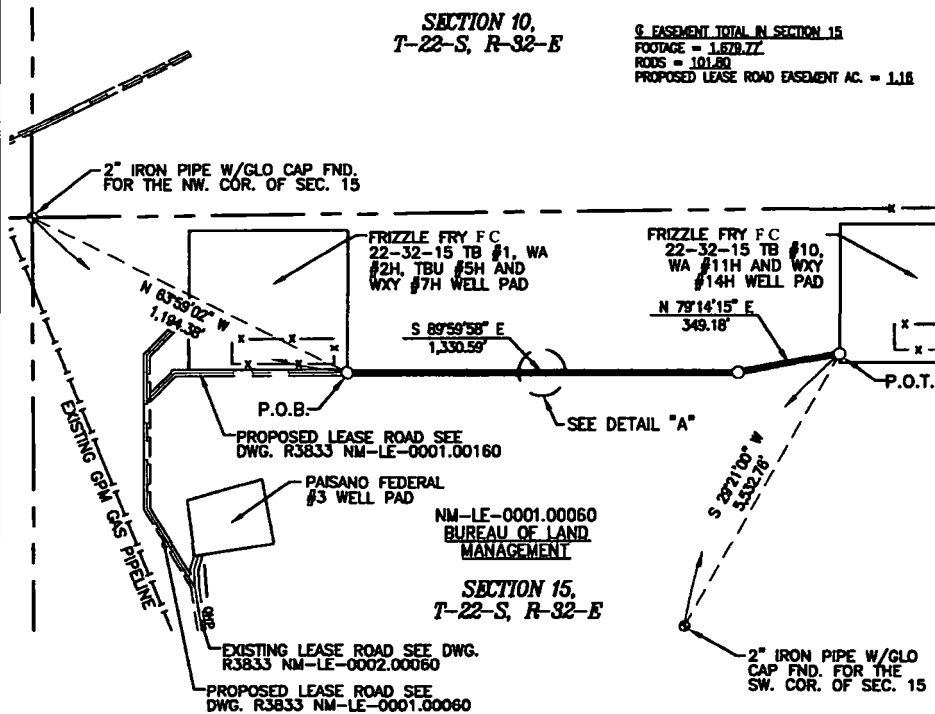 SECTION 10,
T-22-S, R-32-E
℄ EASEMENT TOTAL IN SECTION 15
FOOTAGE = 1,679.77'
RODS = 101.80
PROPOSED LEASE ROAD EASEMENT AC. = 1.16
2" IRON PIPE W/GLO CAP FND.
FOR THE NW. COR. OF SEC. 15
FRIZZLE FRY FC
22-32-15 TB #1, WA
#2H, TBU #5H AND
WXY #7H WELL PAD
FRIZZLE FRY FC
22-32-15 TB #10,
WA #11H AND WXY
#14H WELL PAD
N 63°59'02" W
1,194.38'
S 89°59'58" E
1,330.59'
N 79°14'15" E
349.18'
P.O.B.
P.O.T.
SEE DETAIL "A"
PROPOSED LEASE ROAD SEE
DWG. R3833 NM-LE-0001.00160
EXISTING GPM GAS PIPELINE
PAISANO FEDERAL
#3 WELL PAD
S 29°21'00" W
5,532.76'
NM-LE-0001.00060
BUREAU OF LAND
MANAGEMENT
SECTION 15,
T-22-S, R-32-E
EXISTING LEASE ROAD SEE DWG.
R3833 NM-LE-0002.00060
PROPOSED LEASE ROAD SEE
DWG. R3833 NM-LE-0001.00060
2" IRON PIPE W/GLO
CAP FND. FOR THE
SW. COR. OF SEC. 15